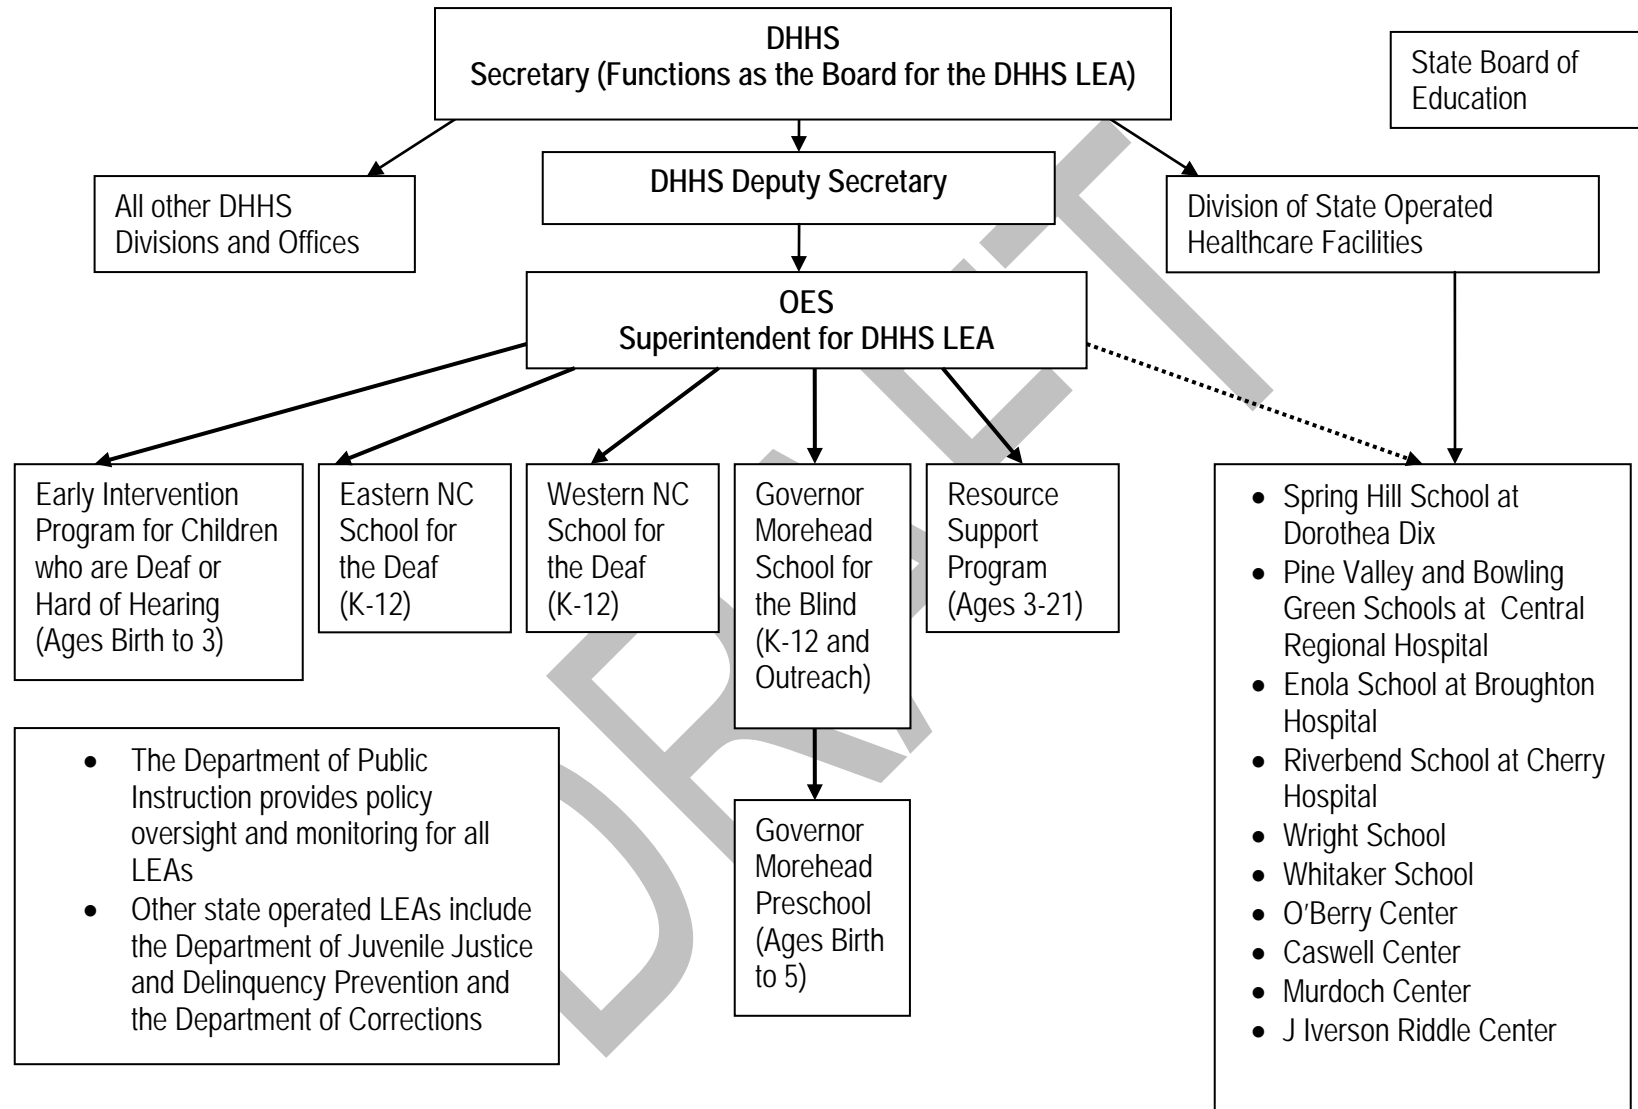 DHHS
Secretary (Functions as the Board for the DHHS LEA)
State Board of
Education
All other DHHS
Divisions and Offices
DHHS Deputy Secretary
Division of State Operated
Healthcare Facilities
OES
Superintendent for DHHS LEA
Early Intervention
Program for Children
who are Deaf or
Hard of Hearing
(Ages Birth to 3)
Eastern NC
School for
the Deaf
(K-12)
Western NC
School for
the Deaf
(K-12)
Governor
Morehead
School for
the Blind
(K-12 and
Outreach)
Resource
Support
Program
(Ages 3-21)
• Spring Hill School at
Dorothea Dix
• Pine Valley and Bowling
Green Schools at  Central
Regional Hospital
• Enola School at Broughton
Hospital
• Riverbend School at Cherry
Hospital
• Wright School
• Whitaker School
• O'Berry Center
• Caswell Center
• Murdoch Center
• J Iverson Riddle Center
• The Department of Public
Instruction provides policy
oversight and monitoring for all
LEAs
• Other state operated LEAs include
the Department of Juvenile Justice
and Delinquency Prevention and
the Department of Corrections
Governor
Morehead
Preschool
(Ages Birth
to 5)
DRAFT